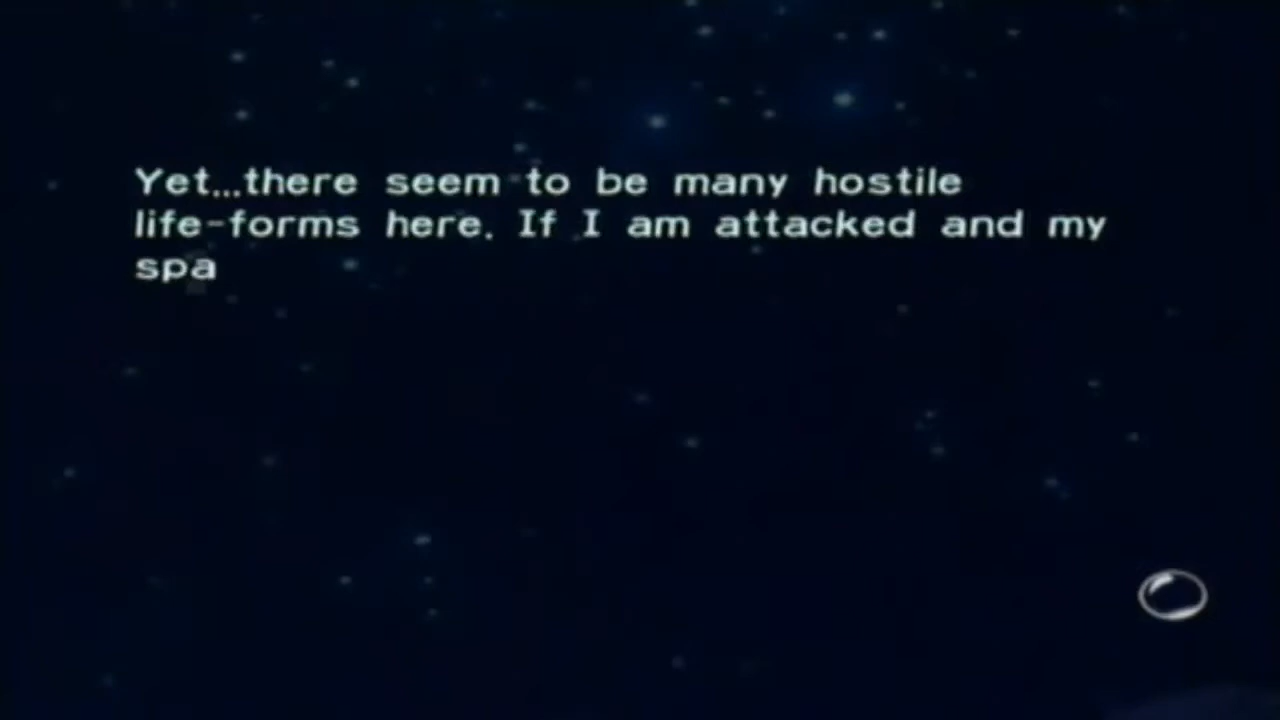 Yet...there seem to be many hostile
life-forms here. If I am attacked and my
spa